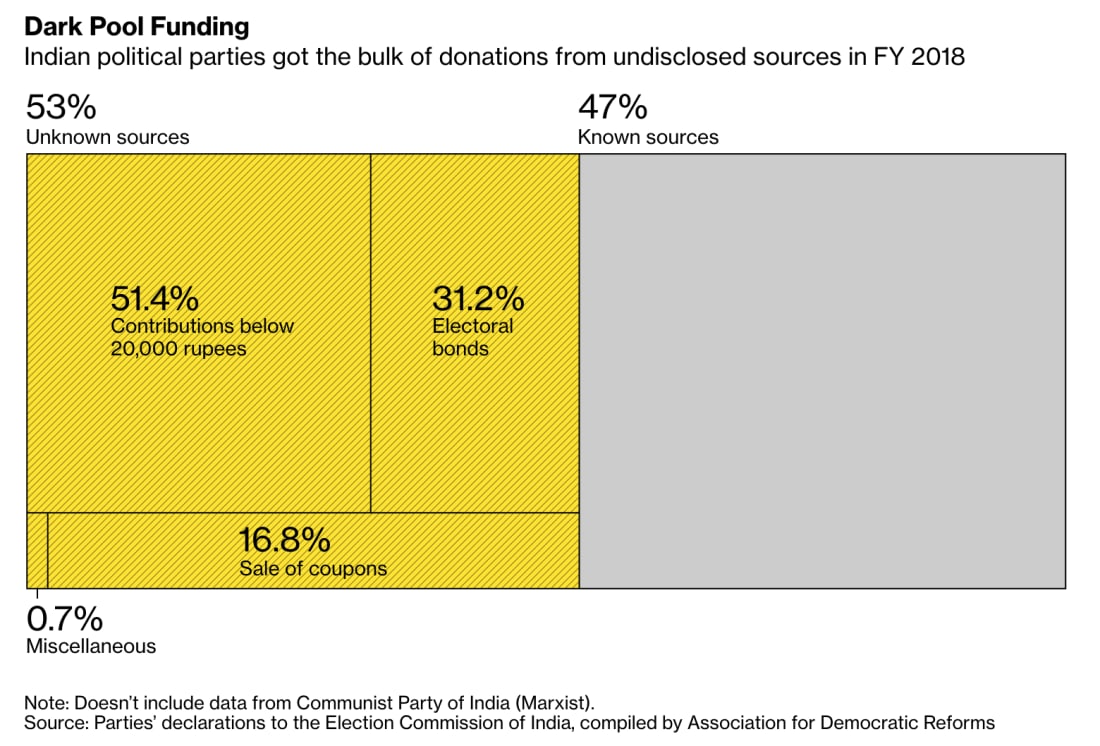 Dark Pool Funding
Indian political parties got the bulk of donations from undisclosed sources in FY 2018
53%
Unknown sources
47%
Known sources
51.4%
Contributions below
20,000 rupees
31.2%
Electoral
bonds
16.8%
Sale of coupons
0.7%
Miscellaneous
Note: Doesn't include data from Communist Party of India (Marxist).
Source: Parties' declarations to the Election Commission of India, compiled by Association for Democratic Reforms